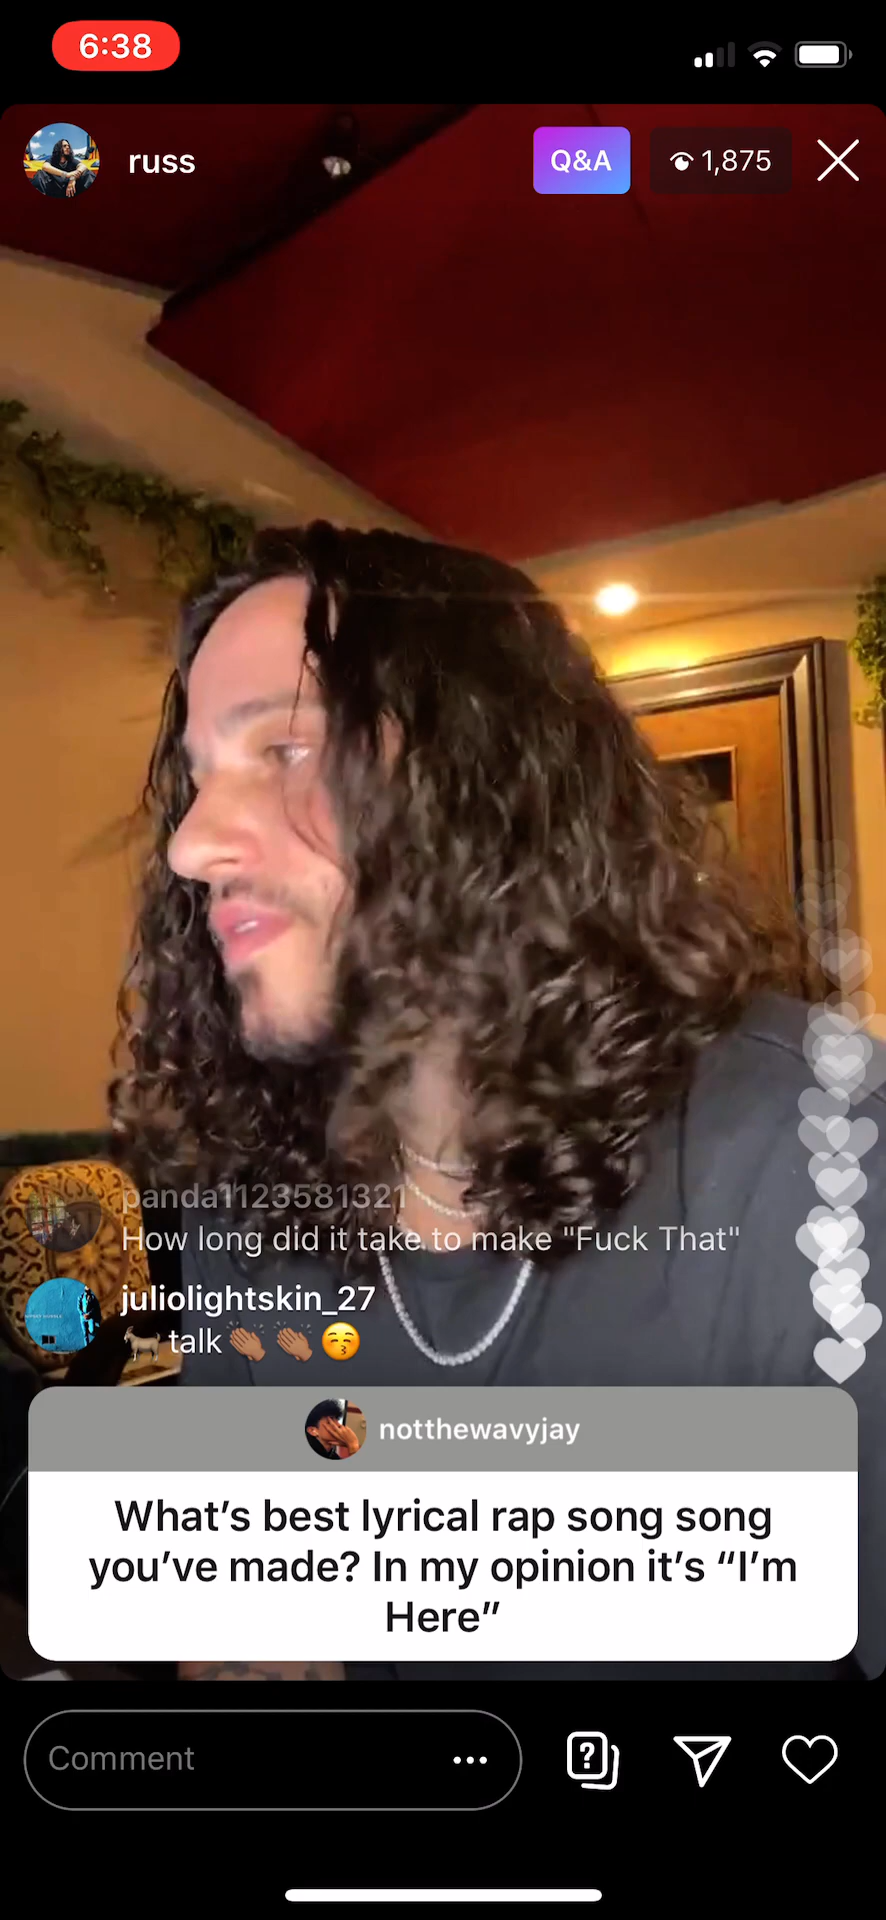 6:38
russ
Q&A
1,875
panda1123581321
How long did it take to make "Fuck That"
juliolightskin_27
🐐 talk👏🏽👏🏽😚
notthewavyjay
What’s best lyrical rap song song
you’ve made? In my opinion it’s “I’m
Here”
Comment